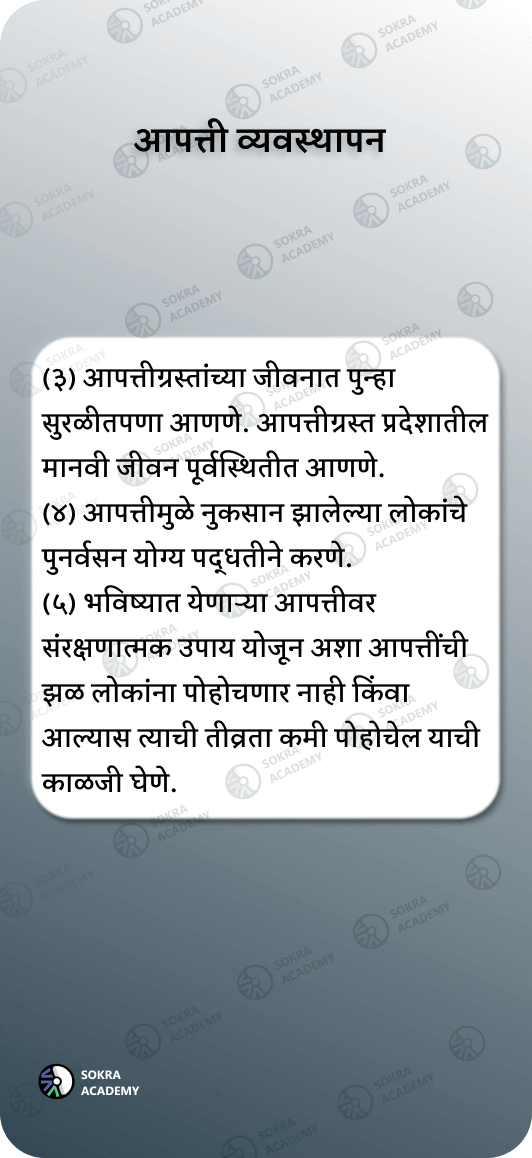 आपत्ती व्यवस्थापन
(३) आपत्तीग्रस्तांच्या जीवनात पुन्हा
सुरळीतपणा आणणे. आपत्तीग्रस्त प्रदेशातील
मानवी जीवन पूर्वस्थितीत आणणे.
(४) आपत्तीमुळे नुकसान झालेल्या लोकांचे
पुनर्वसन योग्य पद्धतीने करणे.
(५) भविष्यात येणाऱ्या आपत्तीवर
संरक्षणात्मक उपाय योजून अशा आपत्तींची
झळ लोकांना पोहोचणार नाही किंवा
आल्यास त्याची तीव्रता कमी पोहोचेल याची
काळजी घेणे.
SOKRA
ACADEMY